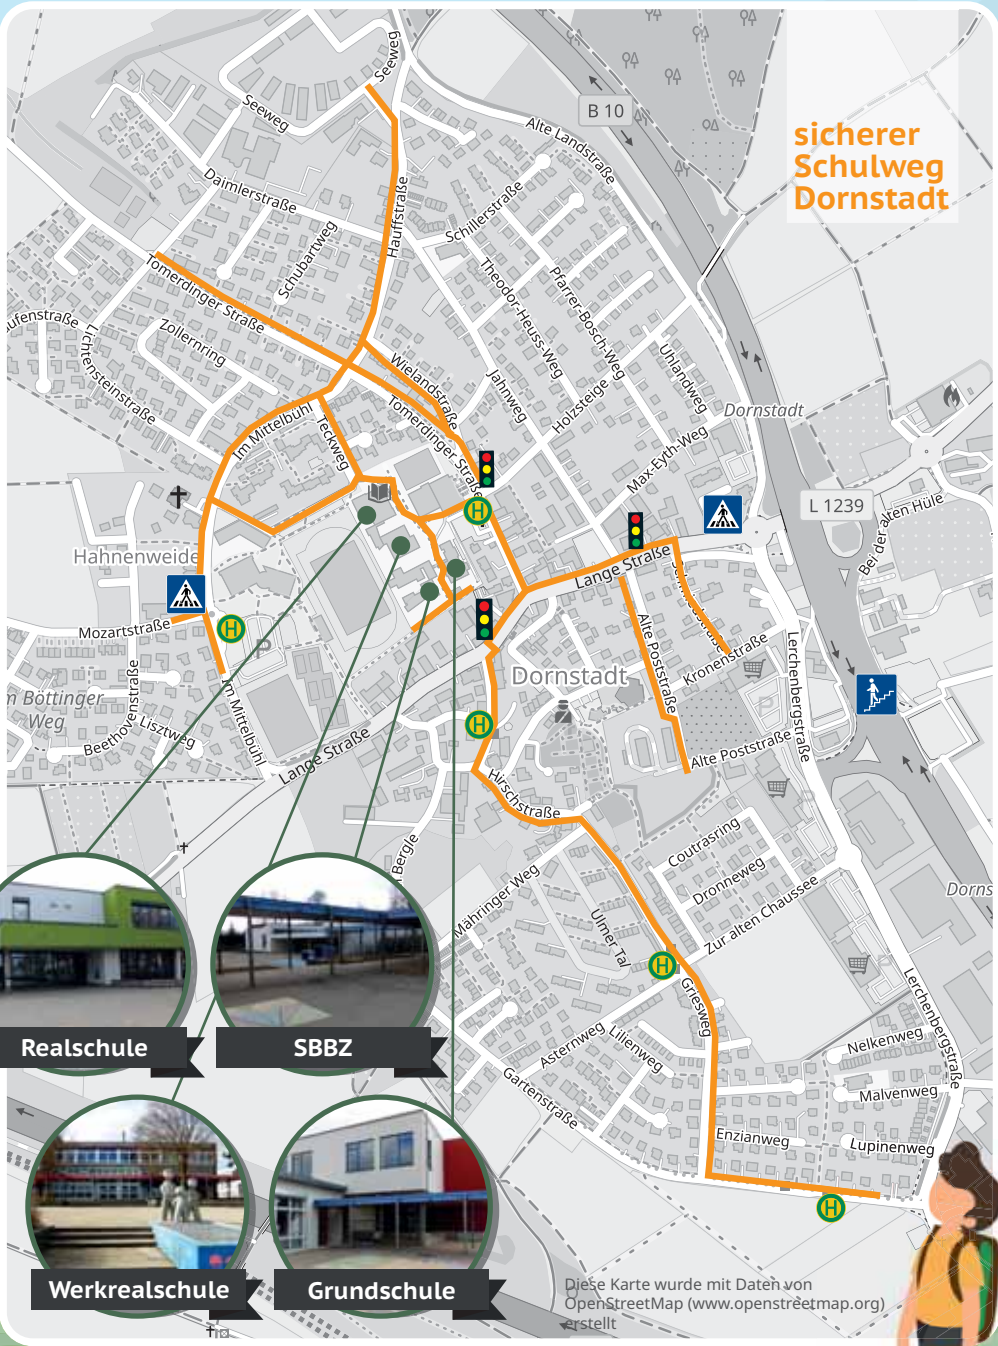 sicherer
Schulweg
Dornstadt
B 10
Seeweg
Seeweg
Alte Landstraße
Daimlerstraße
Hauffstraße
Schillerstraße
Schubartweg
Tomerdinger Straße
Theodor-Heuss-Weg
Pfarrer-Bosch-Weg
ufenstraße
Zollernring
Lichtensteinstraße
Wielandstraße
Jahnweg
Uhlandweg
Holzsteige
Dornstadt
Im Mittelbühl
Teckweg
Tomerdinger Straße
Max-Eyth-Weg
L 1239
Bei der alten Hüle
H
Hahnenweide
Lange Straße
Mozartstraße
H
P
Alte Poststraße
Kronenstraße
Lerchenbergstraße
Dornstadt
m Böttinger
Weg
Beethovenstraße
Lisztweg
Im Mittelbühl
Lange Straße
H
P
Alte Poststraße
Hirschstraße
Bergle
Coutrasring
Dronneweg
Zur alten Chaussee
Mähringer Weg
Ulmer Tal
Dorns
H
Griesweg
Lerchenbergstraße
Realschule
SBBZ
Asternweg
Lilienweg
Nelkenweg
Gartenstraße
Malvenweg
Enzianweg
Lupinenweg
H
Werkrealschule
Grundschule
Diese Karte wurde mit Daten von
OpenStreetMap (www.openstreetmap.org)
erstellt